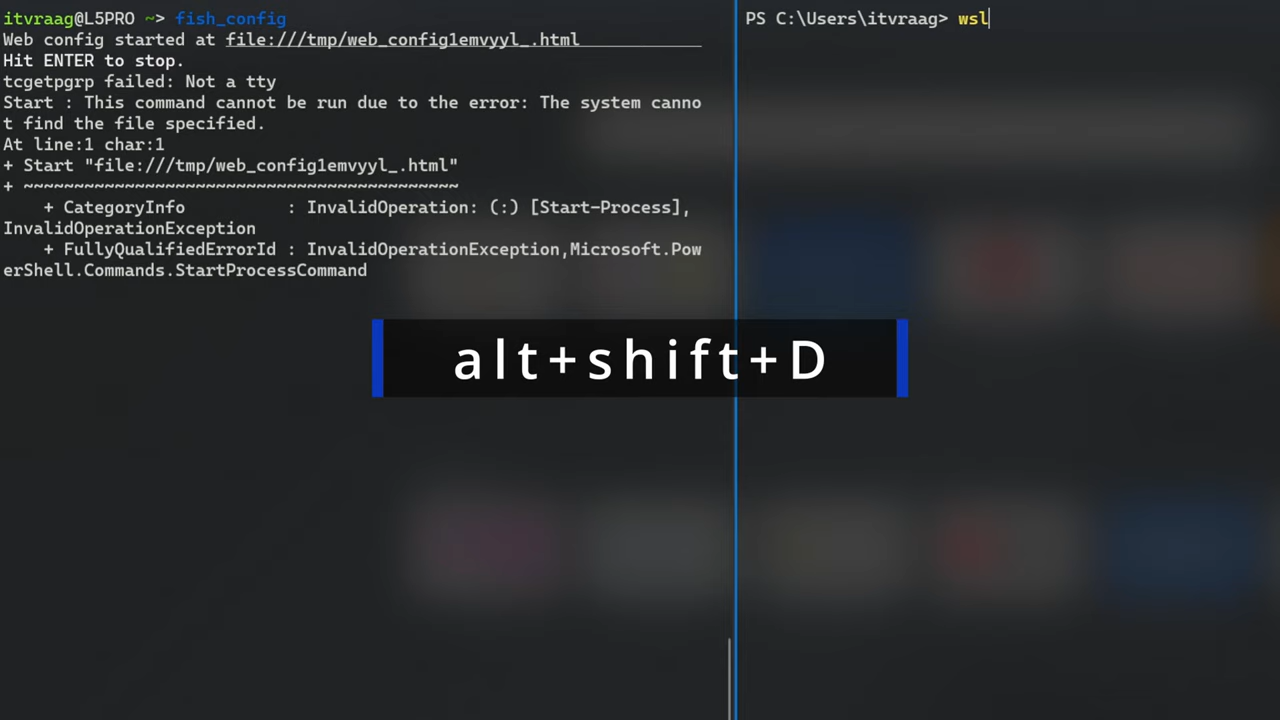 itvraag@L5PRO ~> fish_config
Web config started at file:///tmp/web_config1emvyyl_.html
Hit ENTER to stop.
tcgetpgrp failed: Not a tty
Start : This command cannot be run due to the error: The system canno
t find the file specified.
At line:1 char:1
+ Start "file:///tmp/web_config1emvyyl_.html"
+ ~~~~~~~~~~~~~~~~~~~~~~~~~~~~~~~~~~~~~~~~~~~
    + CategoryInfo          : InvalidOperation: (:) [Start-Process],
InvalidOperationException
    + FullyQualifiedErrorId : InvalidOperationException,Microsoft.Pow
erShell.Commands.StartProcessCommand
PS C:\Users\itvraag> wsl
alt+shift+D